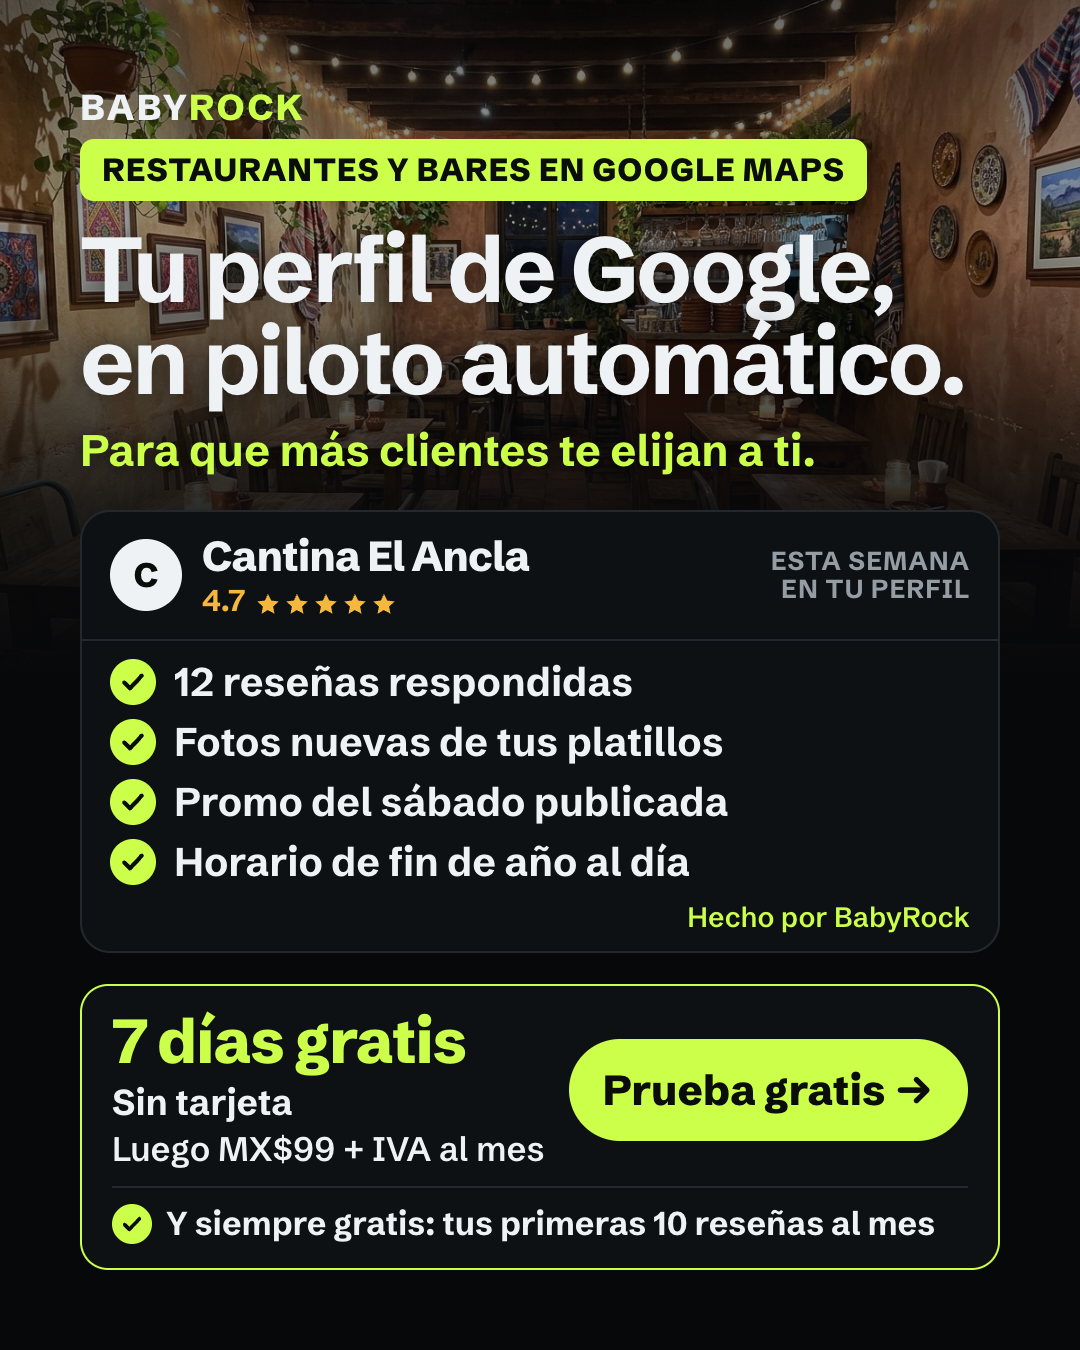 BABYROCK
RESTAURANTES Y BARES EN GOOGLE MAPS
Tu perfil de Google,
en piloto automático.
Para que más clientes te elijan a ti.
C
Cantina El Ancla
4.7
ESTA SEMANA
EN TU PERFIL
12 reseñas respondidas
Fotos nuevas de tus platillos
Promo del sábado publicada
Horario de fin de año al día
Hecho por BabyRock
7 días gratis
Sin tarjeta
Luego MX$99 + IVA al mes
Prueba gratis →
Y siempre gratis: tus primeras 10 reseñas al mes